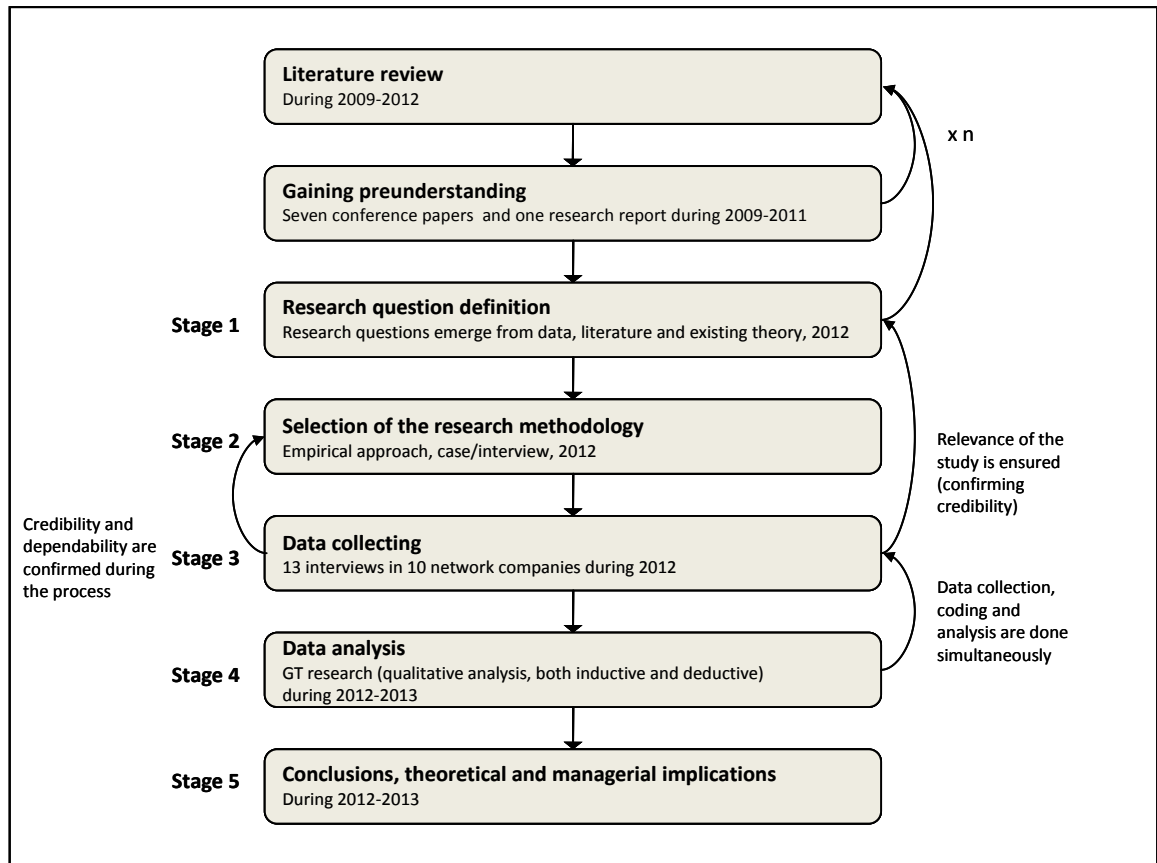 Literature review
During 2009-2012
x n
Gaining preunderstanding
Seven conference papers and one research report during 2009-2011
Stage 1
Research question definition
Research questions emerge from data, literature and existing theory, 2012
Stage 2
Selection of the research methodology
Empirical approach, case/interview, 2012
Relevance of the
study is ensured
(confirming
credibility)
Credibility and
dependability are
confirmed during
the process
Stage 3
Data collecting
13 interviews in 10 network companies during 2012
Data collection,
coding and
analysis are done
simultaneously
Stage 4
Data analysis
GT research (qualitative analysis, both inductive and deductive)
during 2012-2013
Stage 5
Conclusions, theoretical and managerial implications
During 2012-2013